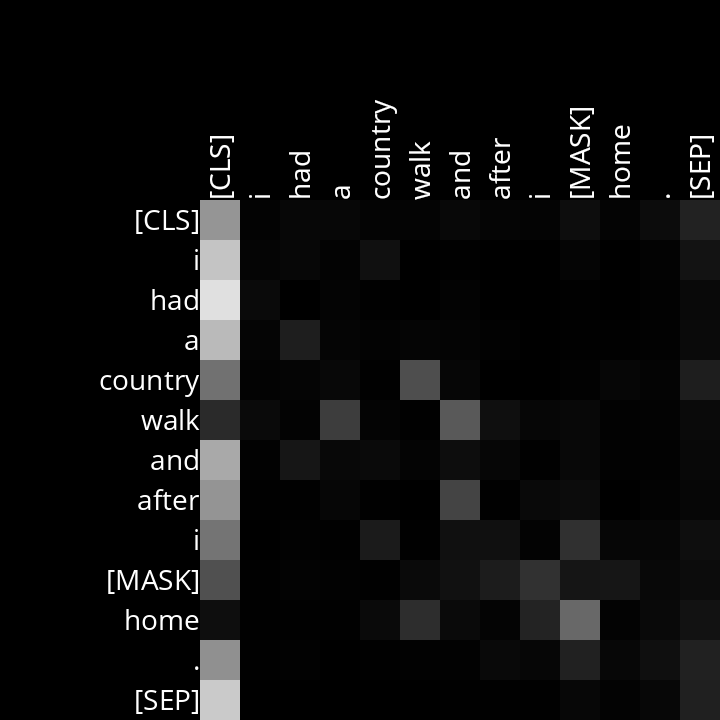 [CLS] i had a country walk and after i [MASK] home . [SEP]
[CLS]
i
had
a
country
walk
and
after
i
[MASK]
home
.
[SEP]